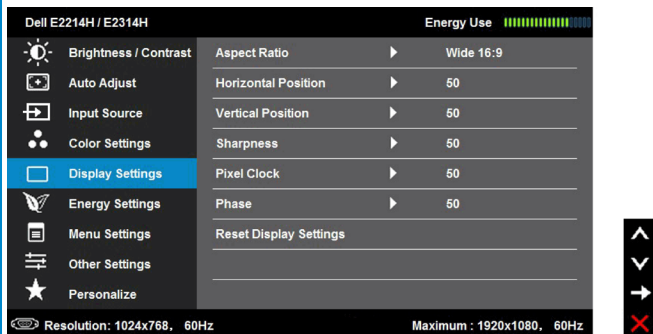 Dell E2214H / E2314H Energy Use
Brightness / Contrast Aspect Ratio Wide 16:9
Auto Adjust Horizontal Position 50
Input Source Vertical Position 50
Color Settings Sharpness 50
Display Settings Pixel Clock 50
Energy Settings Phase 50
Menu Settings Reset Display Settings
Other Settings
Personalize
Resolution: 1024x768, 60Hz Maximum : 1920x1080, 60Hz